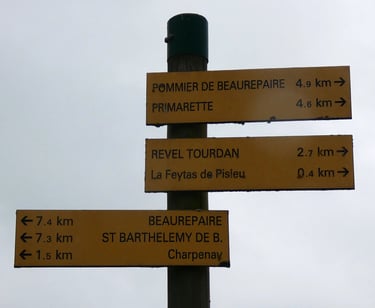 POMMIER DE BEAUREPAIRE 4.9 km →
PRIMARETTE 4.6 km →
REVEL TOURDAN 2.7 km →
La Feytas de Pisieu 0.4 km →
← 7.4 km BEAUREPAIRE
← 7.3 km ST BARTHELEMY DE B.
← 1.5 km Charpenay